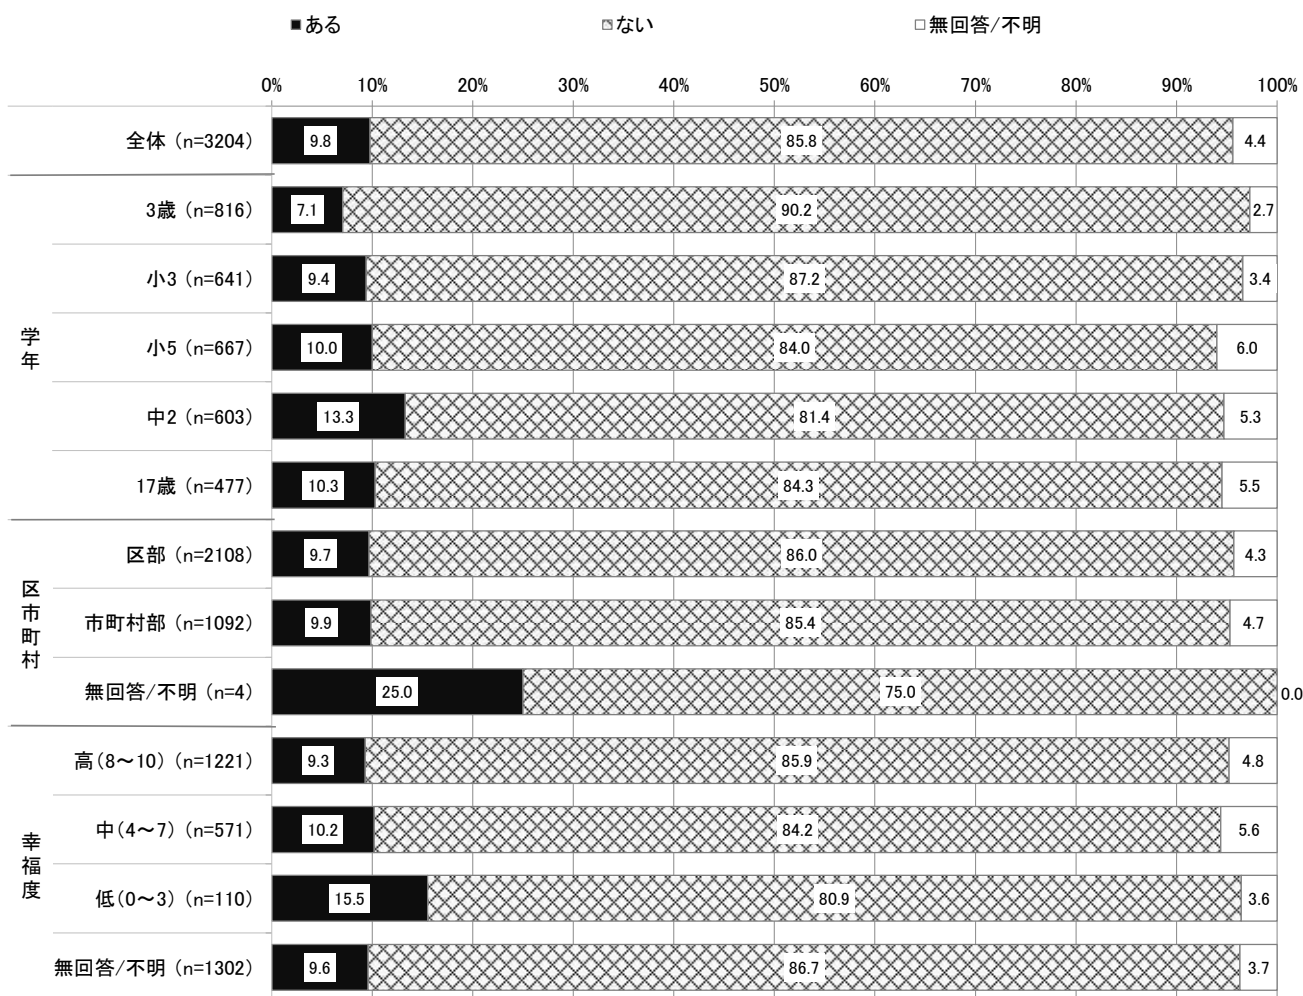 ■ある ないない □無回答/不明
0% 10% 20% 30% 40% 50% 60% 70% 80% 90% 100%
全体 (n=3204) 9.8 85.8 4.4
学年
3歳 (n=816) 7.1 90.2 2.7
小3 (n=641) 9.4 87.2 3.4
小5 (n=667) 10.0 84.0 6.0
中2 (n=603) 13.3 81.4 5.3
17歳 (n=477) 10.3 84.3 5.5
区市町村
区部 (n=2108) 9.7 86.0 4.3
市町村部 (n=1092) 9.9 85.4 4.7
無回答/不明 (n=4) 25.0 75.0 0.0
幸福度
高(8～10) (n=1221) 9.3 85.9 4.8
中(4～7) (n=571) 10.2 84.2 5.6
低(0～3) (n=110) 15.5 80.9 3.6
無回答/不明 (n=1302) 9.6 86.7 3.7